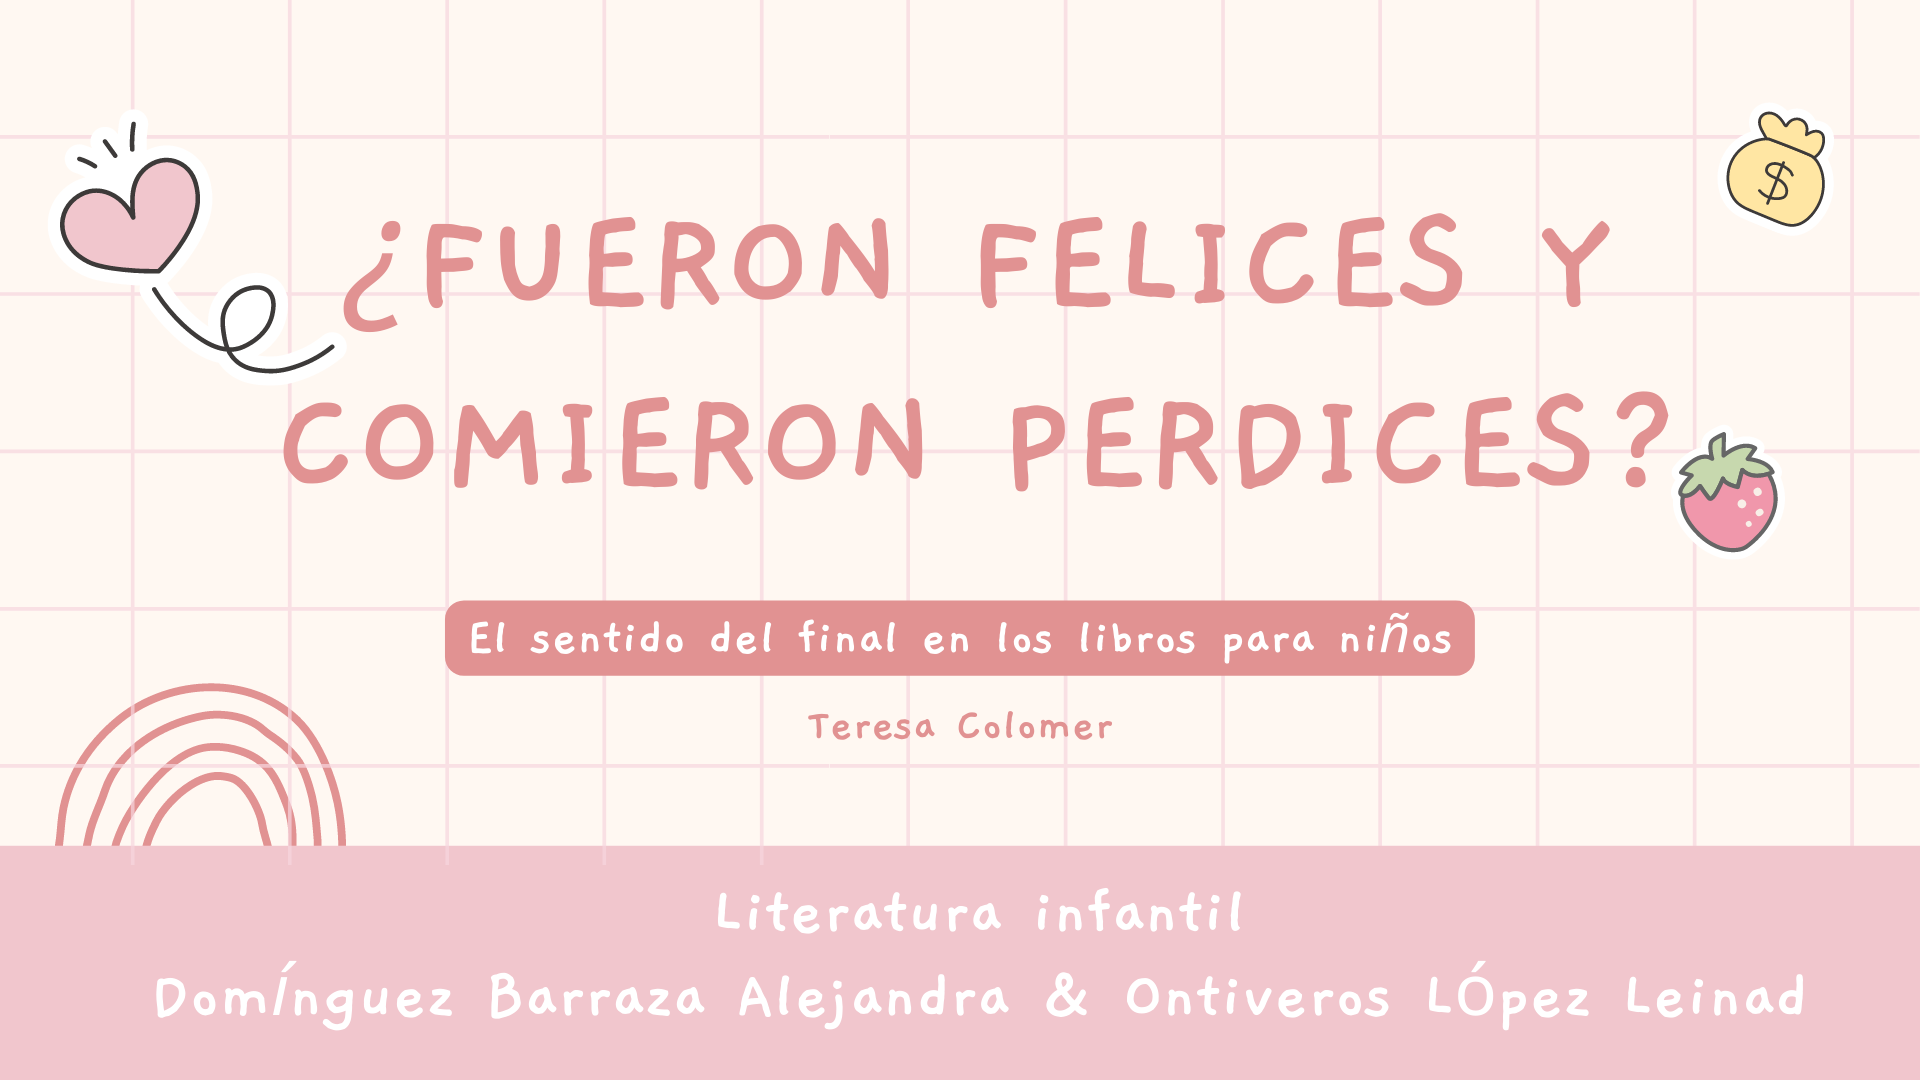 ¿FUERON FELICES Y
COMIERON PERDICES?
El sentido del final en los libros para niños
Teresa Colomer
Literatura infantil
DomÍnguez Barraza Alejandra & Ontiveros LÓpez Leinad
$